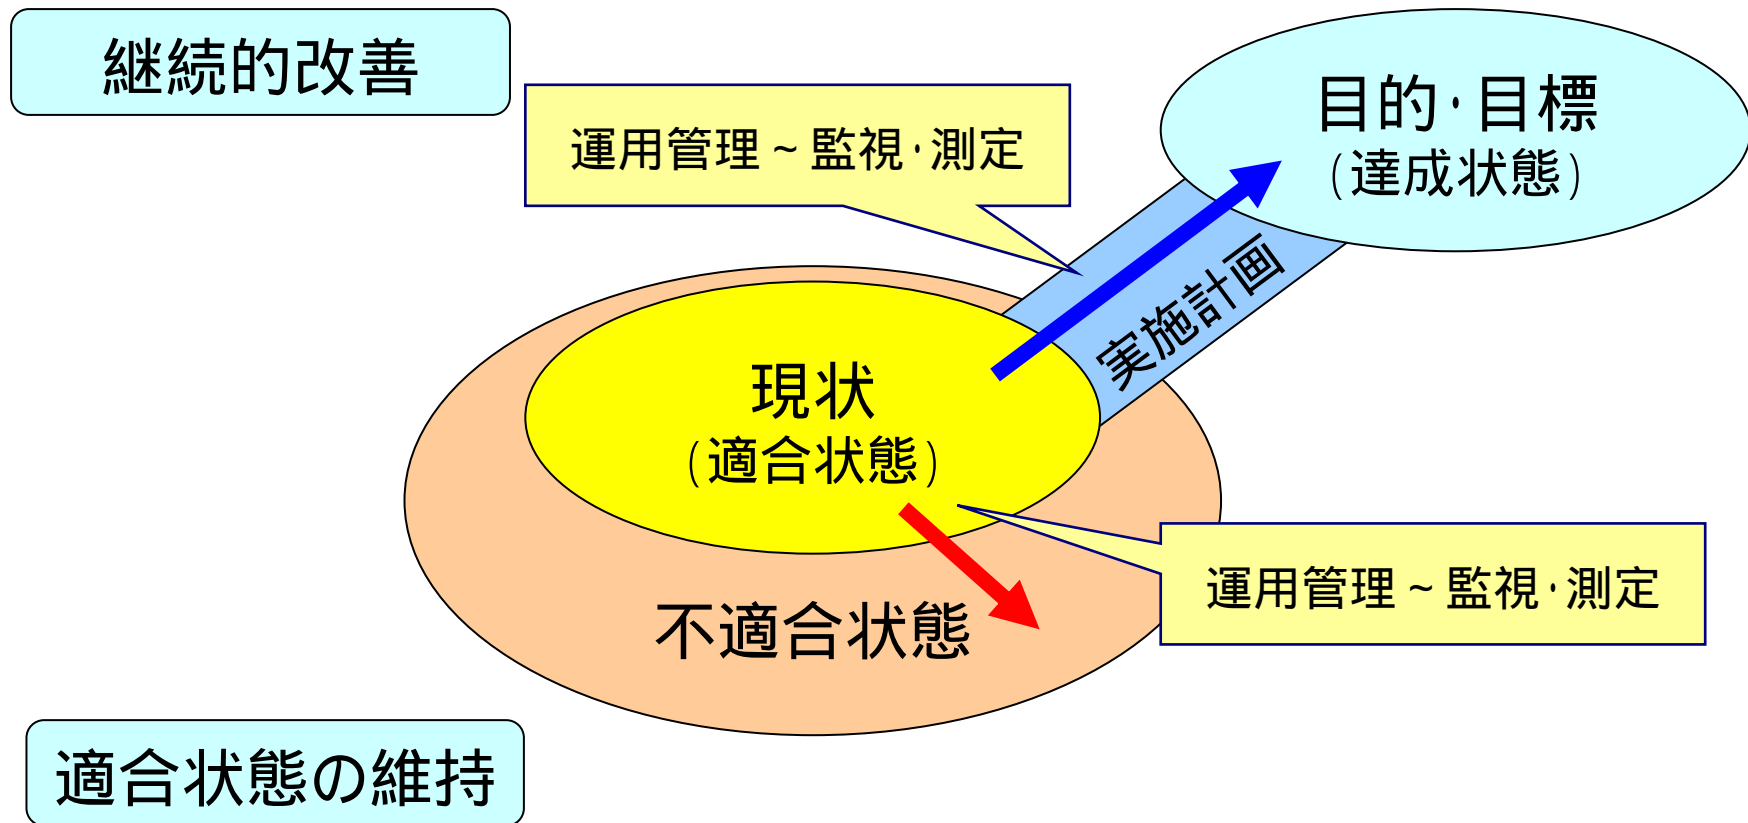 継続的改善
目的・目標
（達成状態）
運用管理～監視・測定
実施計画
現状
（適合状態）
運用管理～監視・測定
不適合状態
適合状態の維持